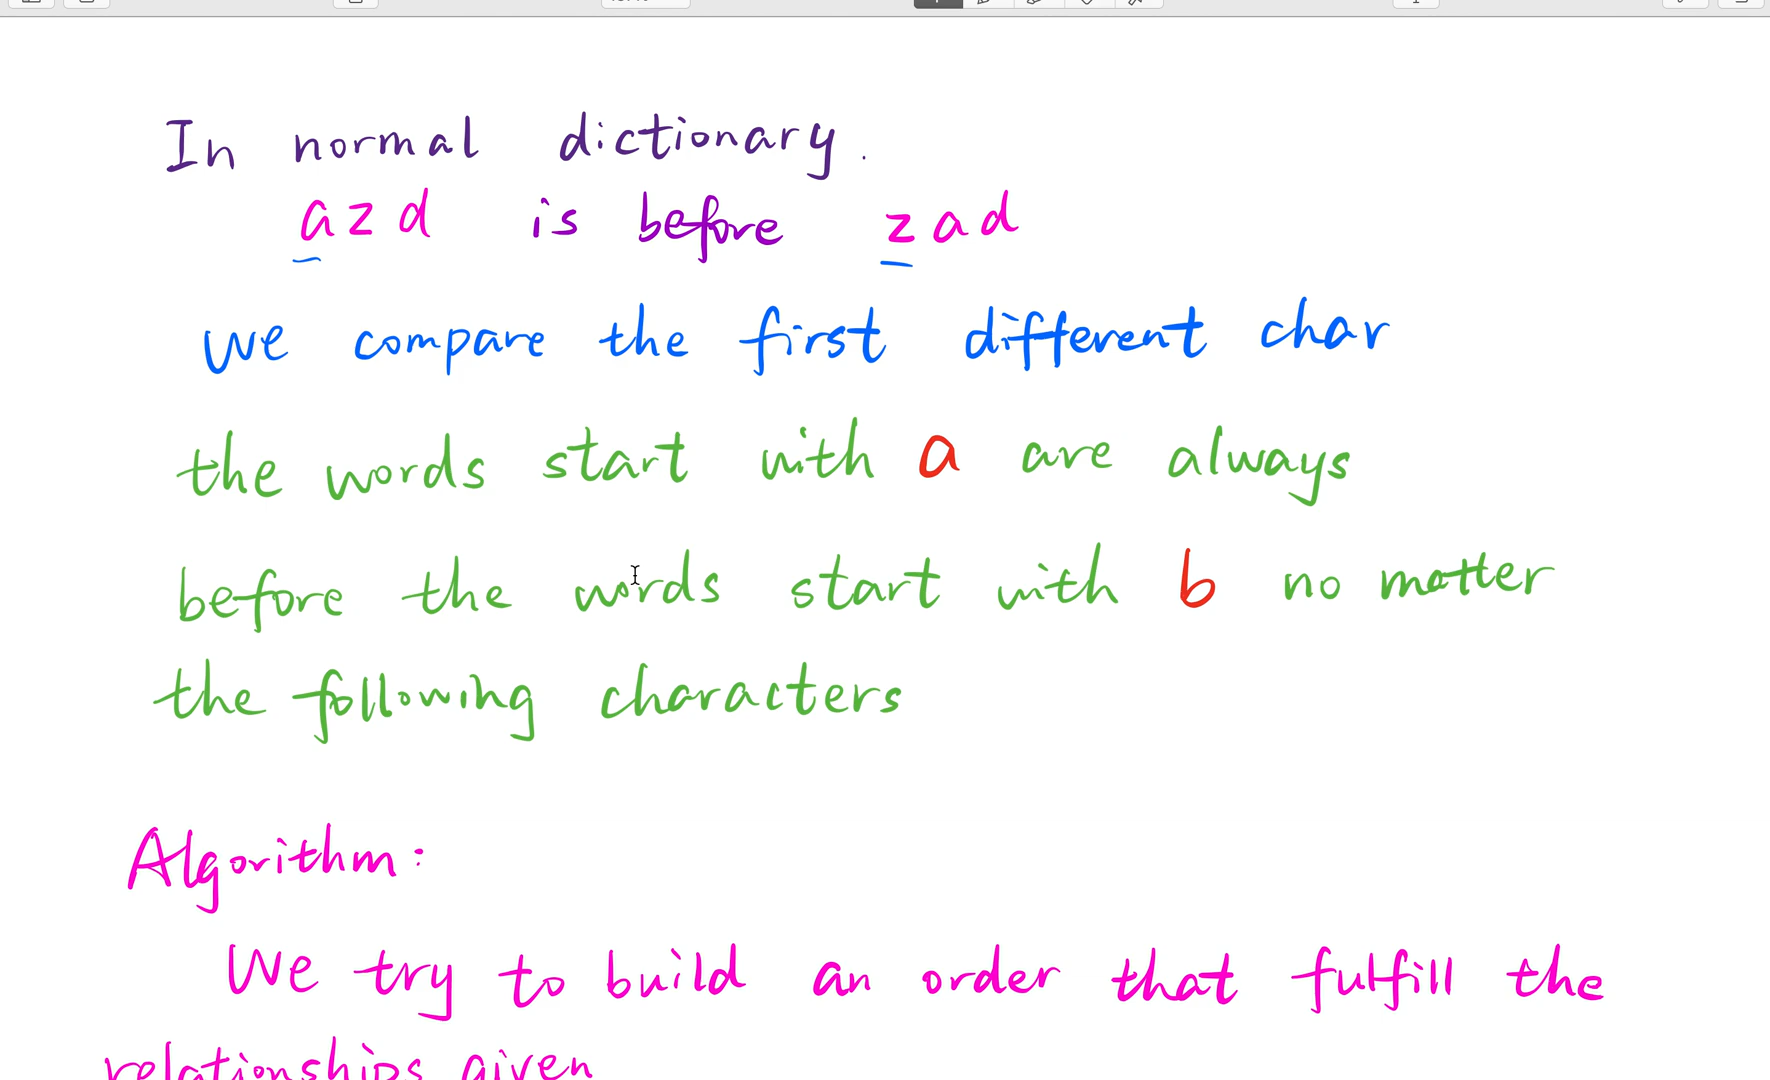 In normal dictionary.
azd is before zad
we compare the first different char
the words start with a are always
before the words start with b no matter
the following characters
Algorithm:
We try to build an order that fulfill the
relationships given